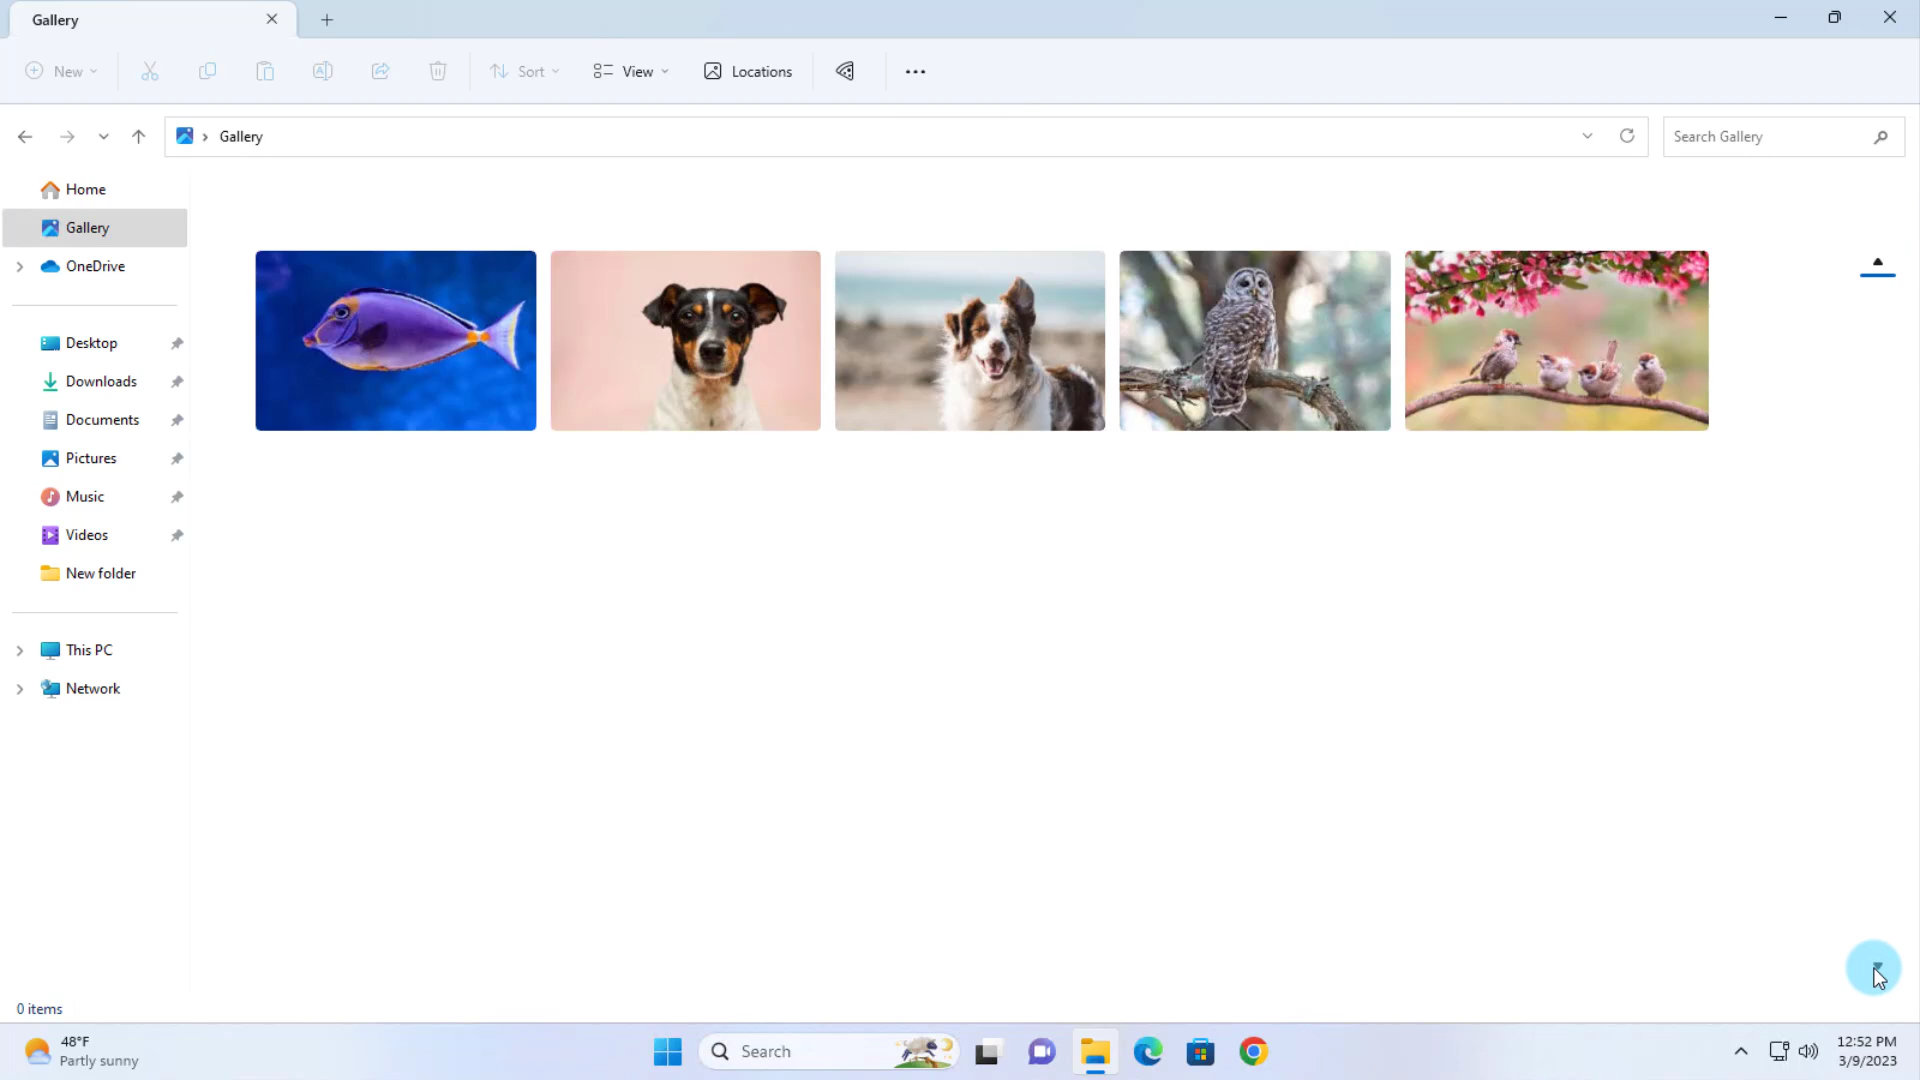 Gallery
New
Sort
View
Locations
Gallery
Search Gallery
Home
Gallery
OneDrive
Desktop
Downloads
Documents
Pictures
Music
Videos
New folder
This PC
Network
0 items
48°F
Partly sunny
Search
12:52 PM
3/9/2023